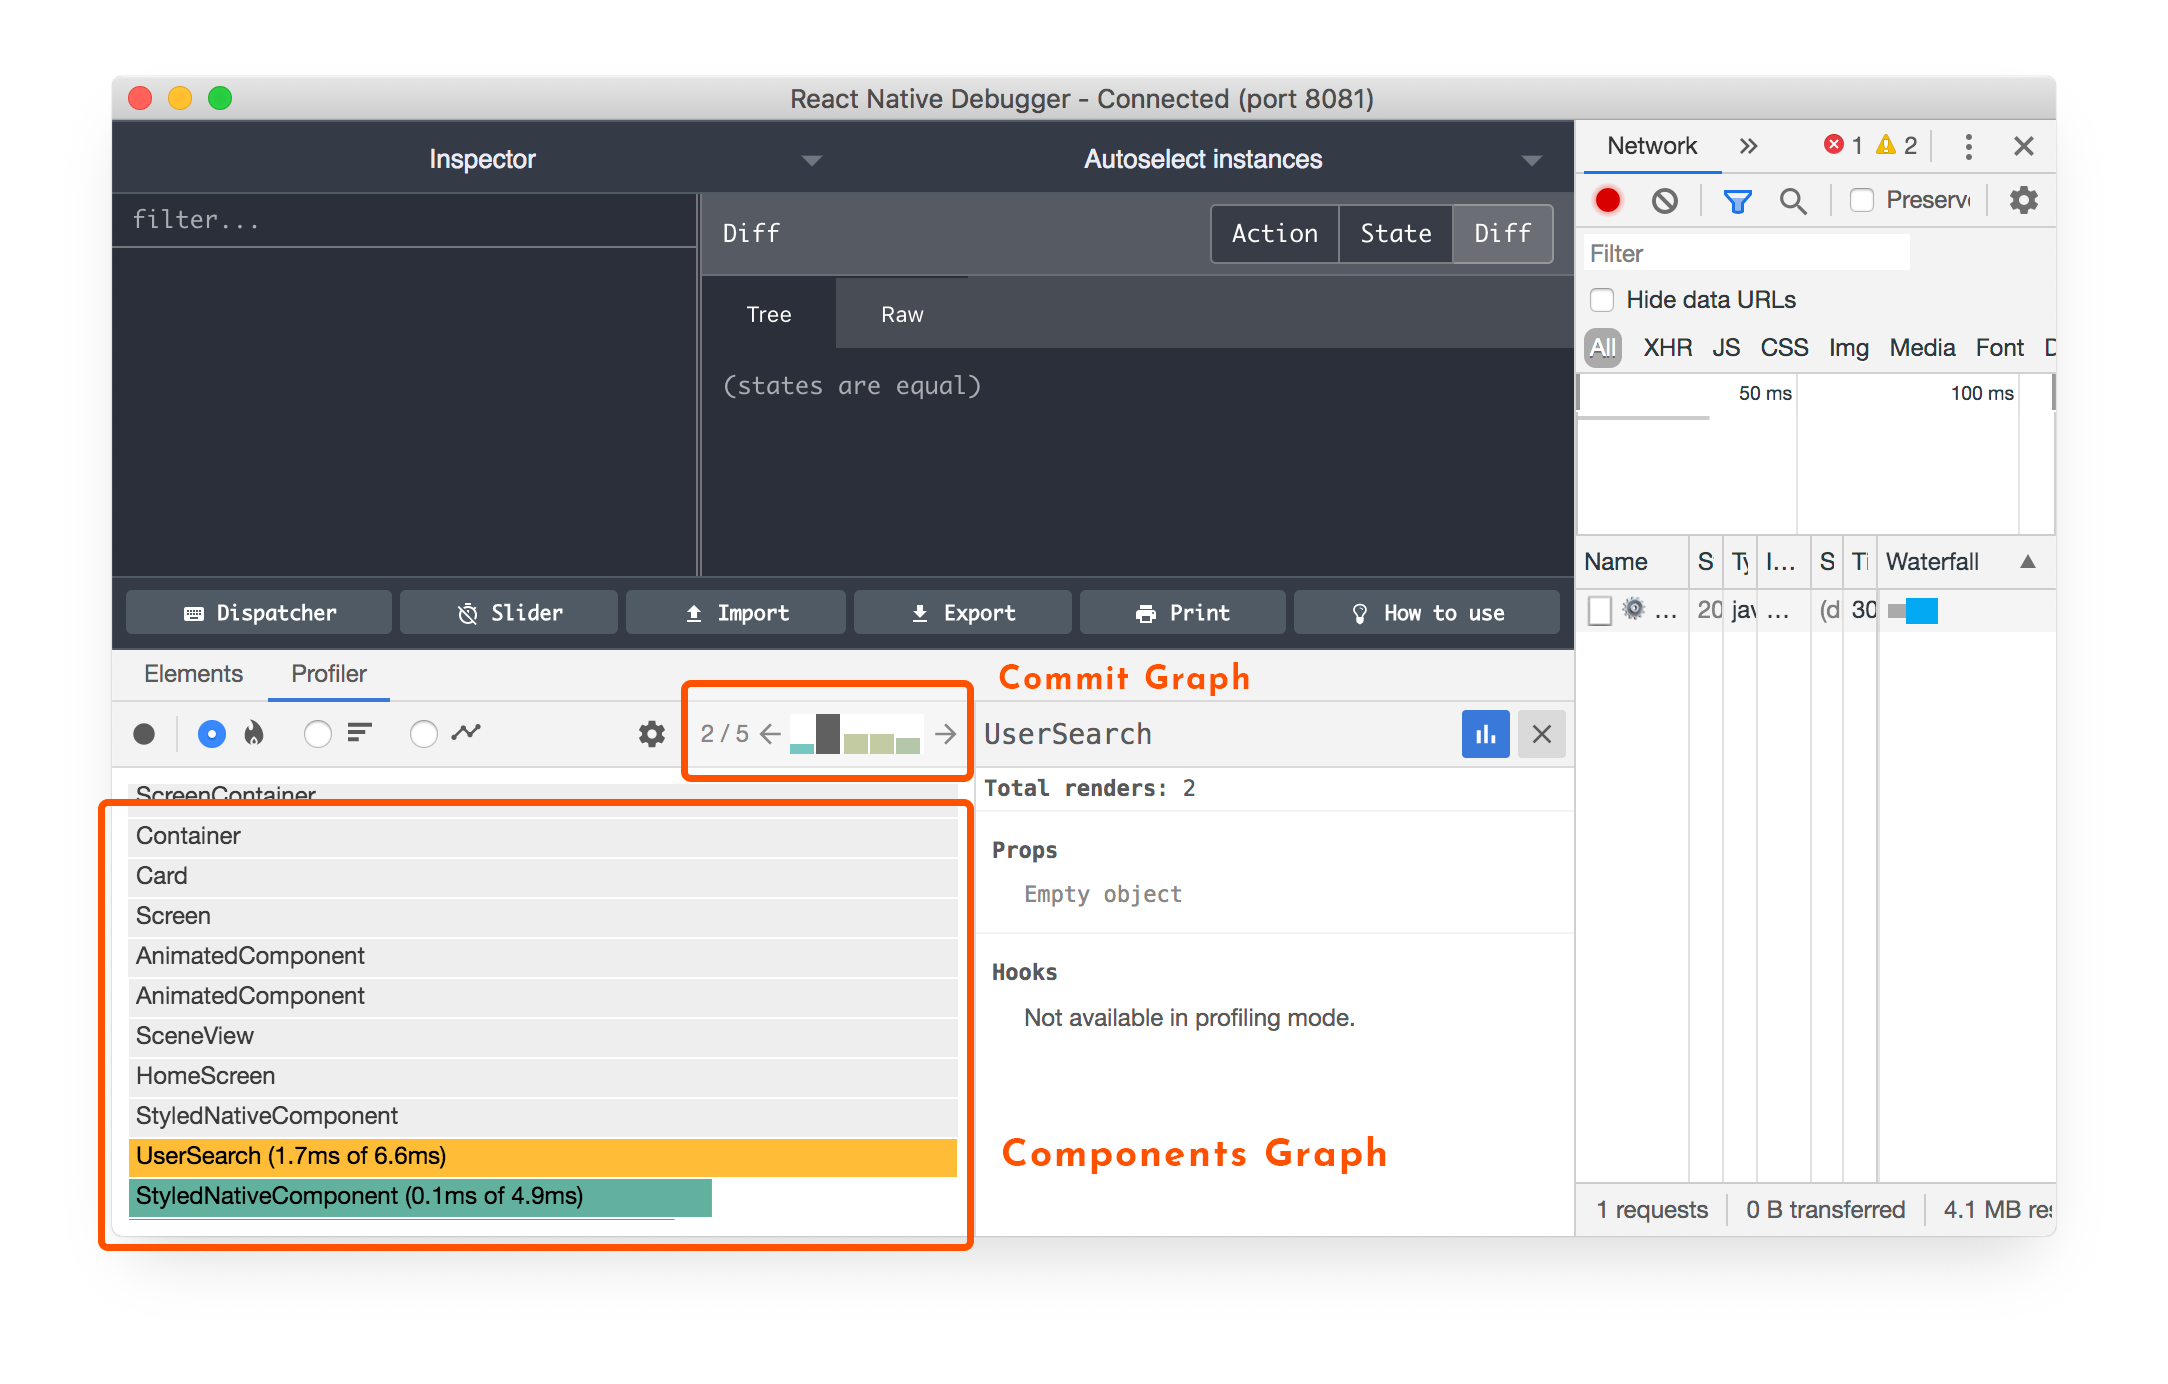 React Native Debugger - Connected (port 8081)
Inspector
Autoselect instances
filter...
Diff
Action State Diff
Tree Raw
(states are equal)
Dispatcher Slider Import Export Print How to use
Elements Profiler
Commit Graph
2 / 5
UserSearch
Total renders: 2
Props
Empty object
Hooks
Not available in profiling mode.
ScreenContainer
Container
Card
Screen
AnimatedComponent
AnimatedComponent
SceneView
HomeScreen
StyledNativeComponent
UserSearch (1.7ms of 6.6ms)
StyledNativeComponent (0.1ms of 4.9ms)
Components Graph
Network » 1 2
Preserv
Filter
Hide data URLs
All XHR JS CSS Img Media Font D
50 ms 100 ms
Name S Ty I... S Ti Waterfall
... 20 jav ... (d 30
1 requests 0 B transferred 4.1 MB res